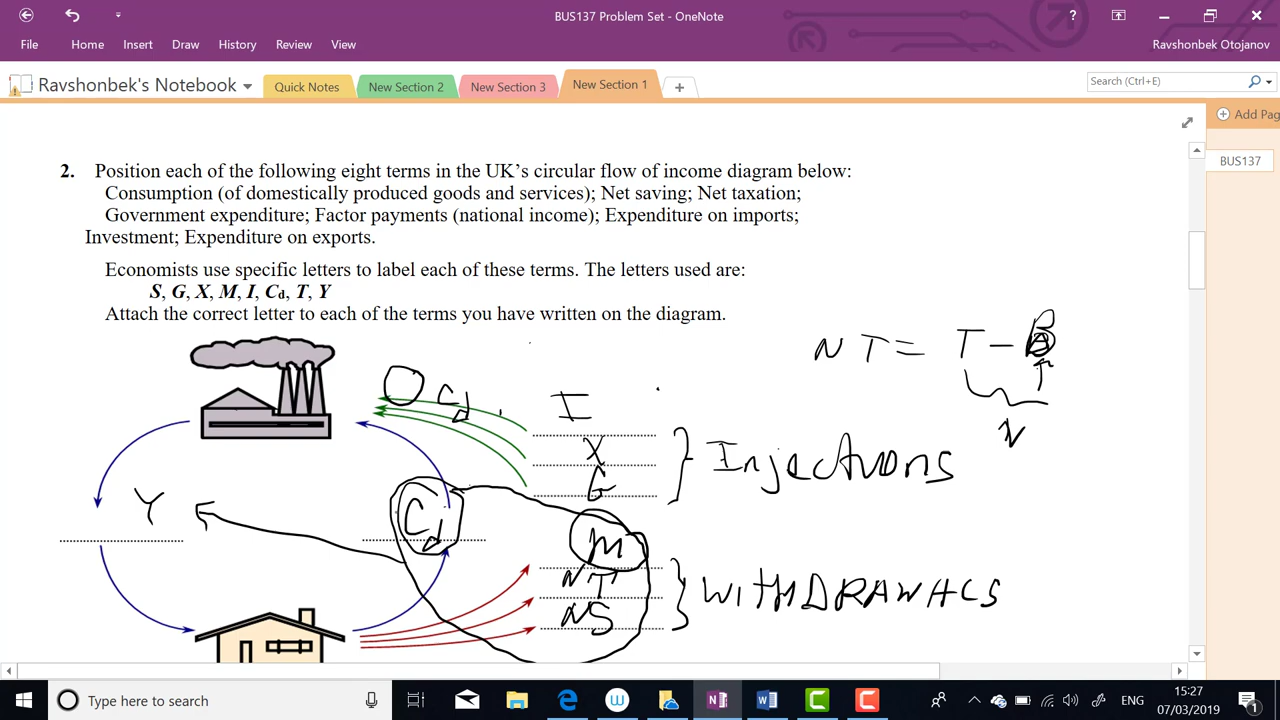 BUS137 Problem Set - OneNote
?
File Home Insert Draw History Review View
Ravshonbek Otojanov
Ravshonbek's Notebook
Quick Notes
New Section 2
New Section 3
New Section 1
+
Search (Ctrl+E)
Add Pag
BUS137
2. Position each of the following eight terms in the UK's circular flow of income diagram below:
Consumption (of domestically produced goods and services); Net saving; Net taxation;
Government expenditure; Factor payments (national income); Expenditure on imports;
Investment; Expenditure on exports.
Economists use specific letters to label each of these terms. The letters used are:
S, G, X, M, I, Cd, T, Y
Attach the correct letter to each of the terms you have written on the diagram.
NT = T - B
N
Cd
I
X
G
} Injections
Y
Cd
M
NT
NS
} WITHDRAWALS
Type here to search
ENG
15:27
07/03/2019
1